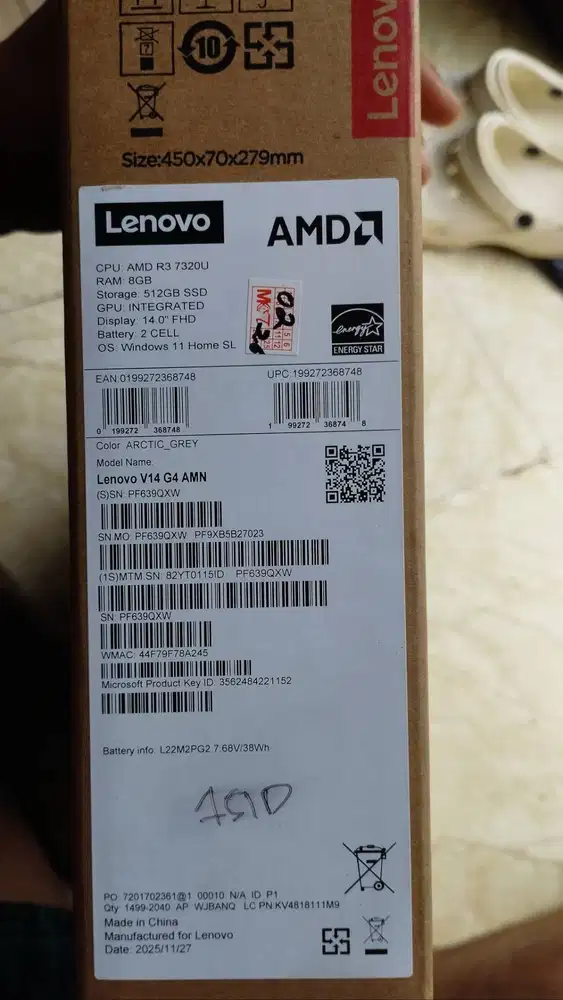 10
Lenov
Size:450x70x279mm
Lenovo
AMD
CPU: AMD R3 7320U
RAM: 8GB
Storage: 512GB SSD
GPU: INTEGRATED
Display: 14.0" FHD
Battery: 2 CELL
OS: Windows 11 Home SL
02
energy
ENERGY STAR
EAN:0199272368748
UPC:199272368748
0 199272 368748
1 99272 36874 8
Color ARCTIC_GREY
Model Name
Lenovo V14 G4 AMN
(S)SN: PF639QXW
SN.MO: PF639QXW PF9XB5B27023
(1S)MTM.SN: 82YT0115ID PF639QXW
SN: PF639QXW
WMAC: 44F79F78A245
Microsoft Product Key ID: 3562484221152
Battery info: L22M2PG2 7.68V/38Wh
PO: 7201702361@1 00010 N/A ID P1
Qty 1499-2040 AP WJBANQ LC PN:KV4818111M9
Made in China
Manufactured for Lenovo
Date: 2025/11/27